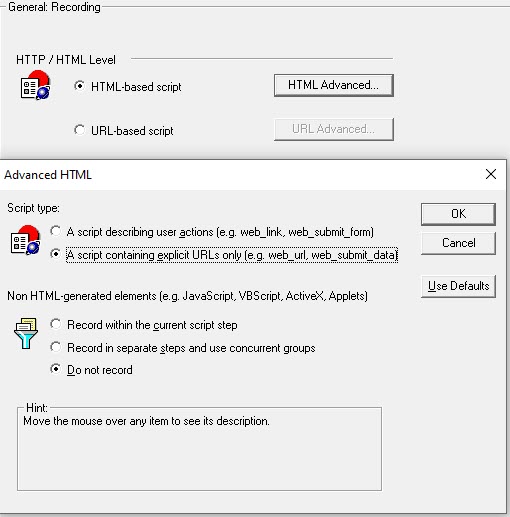 General: Recording
HTTP / HTML Level
HTML-based script
HTML Advanced...
URL-based script
URL Advanced...
Advanced HTML
Script type:
A script describing user actions (e.g. web_link, web_submit_form)
A script containing explicit URLs only (e.g. web_url, web_submit_data)
OK
Cancel
Use Defaults
Non HTML-generated elements (e.g. JavaScript, VBScript, ActiveX, Applets)
Record within the current script step
Record in separate steps and use concurrent groups
Do not record
Hint:
Move the mouse over any item to see its description.